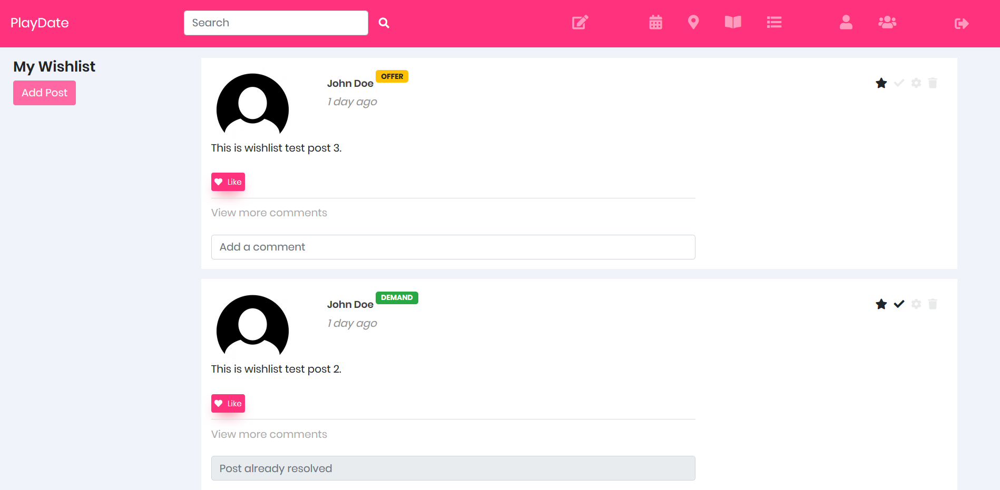 PlayDate
Search
My Wishlist
Add Post
John Doe OFFER
1 day ago
This is wishlist test post 3.
Like
View more comments
Add a comment
John Doe DEMAND
1 day ago
This is wishlist test post 2.
Like
View more comments
Post already resolved